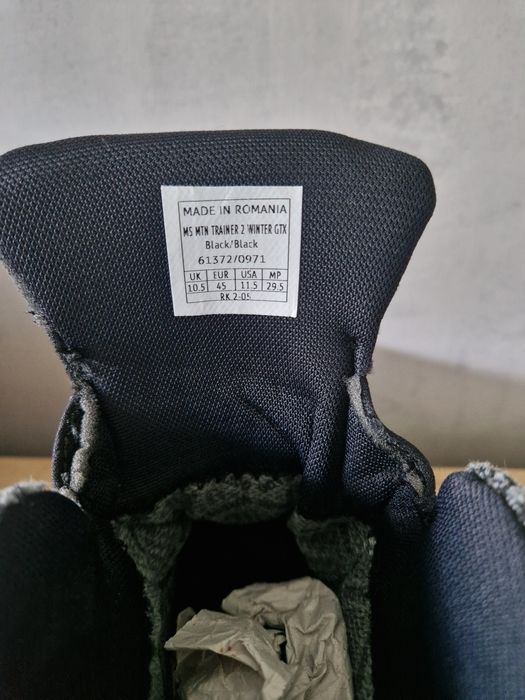 MADE IN ROMANIA
MS MTN TRAINER 2 WINTER GTX
Black/Black
61372/0971
UK EUR USA MP
10.5 45 11.5 29.5
RK 2-05